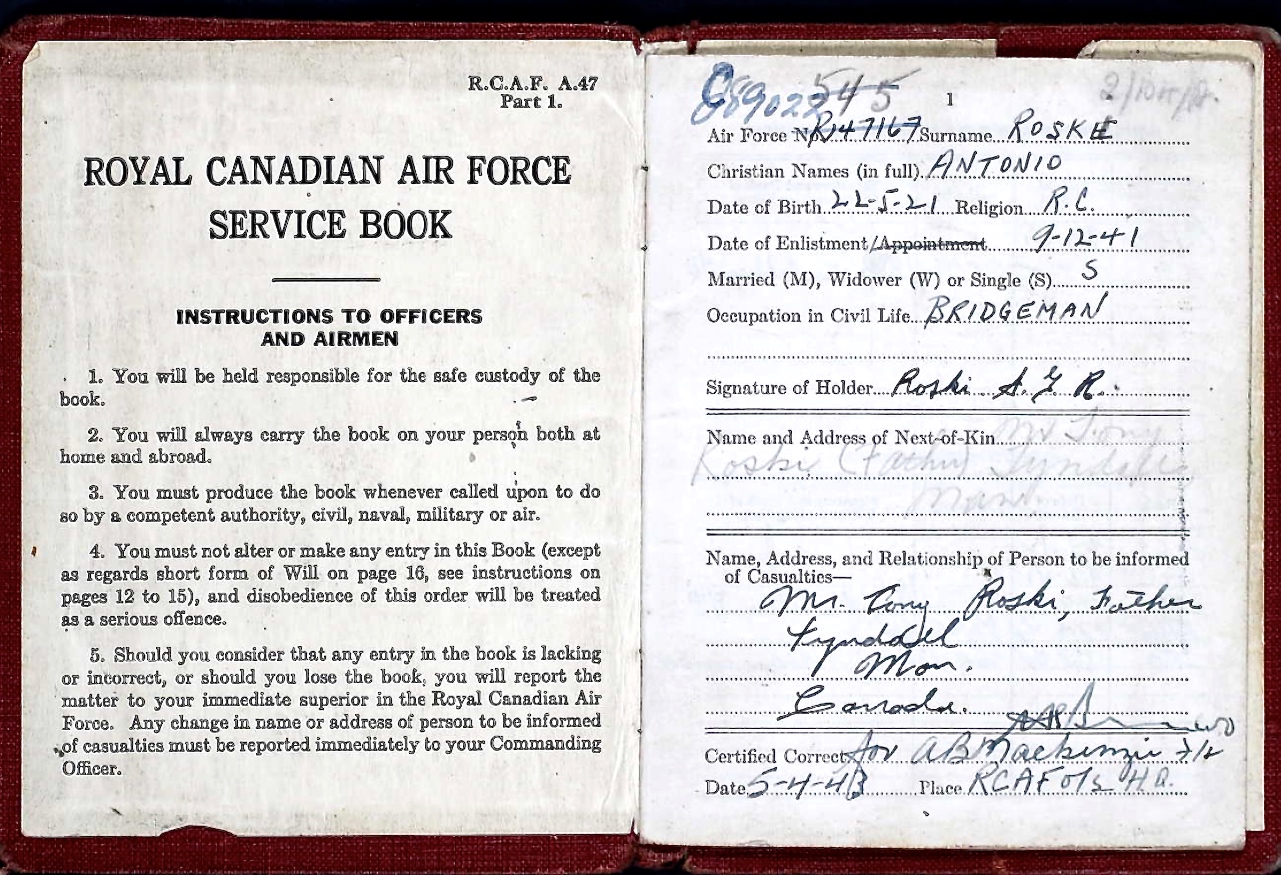 R.C.A.F. A.47
Part 1.
ROYAL CANADIAN AIR FORCE
SERVICE BOOK
INSTRUCTIONS TO OFFICERS
AND AIRMEN
1. You will be held responsible for the safe custody of the
book.
2. You will always carry the book on your person both at
home and abroad.
3. You must produce the book whenever called upon to do
so by a competent authority, civil, naval, military or air.
4. You must not alter or make any entry in this Book (except
as regards short form of Will on page 16, see instructions on
pages 12 to 15), and disobedience of this order will be treated
as a serious offence.
5. Should you consider that any entry in the book is lacking
or incorrect, or should you lose the book, you will report the
matter to your immediate superior in the Royal Canadian Air
Force. Any change in name or address of person to be informed
of casualties must be reported immediately to your Commanding
Officer.
545
1
Air Force No. R147167 Surname ROSKI
Christian Names (in full) ANTONIO
Date of Birth 22-5-21 Religion R.C.
Date of Enlistment/Appointment 9-12-41
Married (M), Widower (W) or Single (S) S
Occupation in Civil Life BRIDGEMAN
Signature of Holder Roski A. G. R.
Name and Address of Next-of-Kin Mr Tony
Roski (Father) Tyndall
Man
Name, Address, and Relationship of Person to be informed
of Casualties—
Mr. Tony Roski, Father
Tyndall
Man.
Canada.
Certified Correct for A B Mackenzie F/L
Date 5-4-43 Place RCAF O/S HQ.